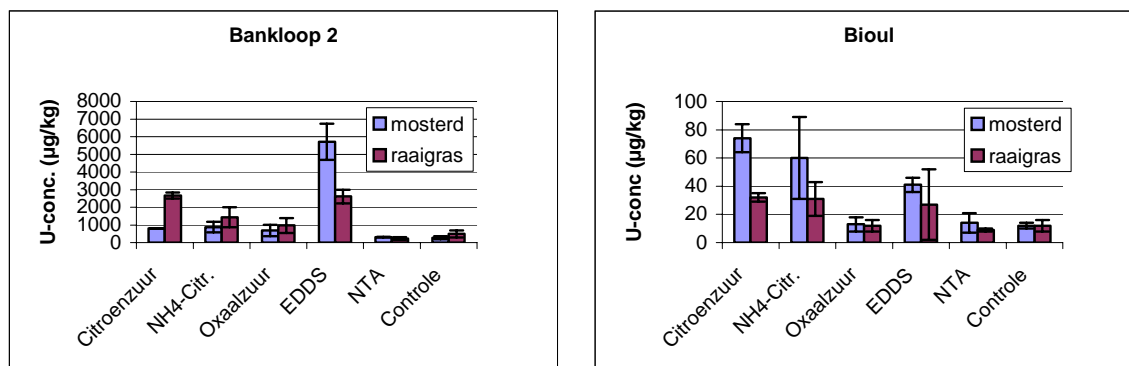 Bankloop 2
U-conc. (µg/kg)
8000
7000
6000
5000
4000
3000
2000
1000
0
mosterd
raaigras
Citroenzuur
NH4-Citr.
Oxaalzuur
EDDS
NTA
Controle
Bioul
U-conc (µg/kg)
100
80
60
40
20
0
mosterd
raaigras
Citroenzuur
NH4-Citr.
Oxaalzuur
EDDS
NTA
Controle